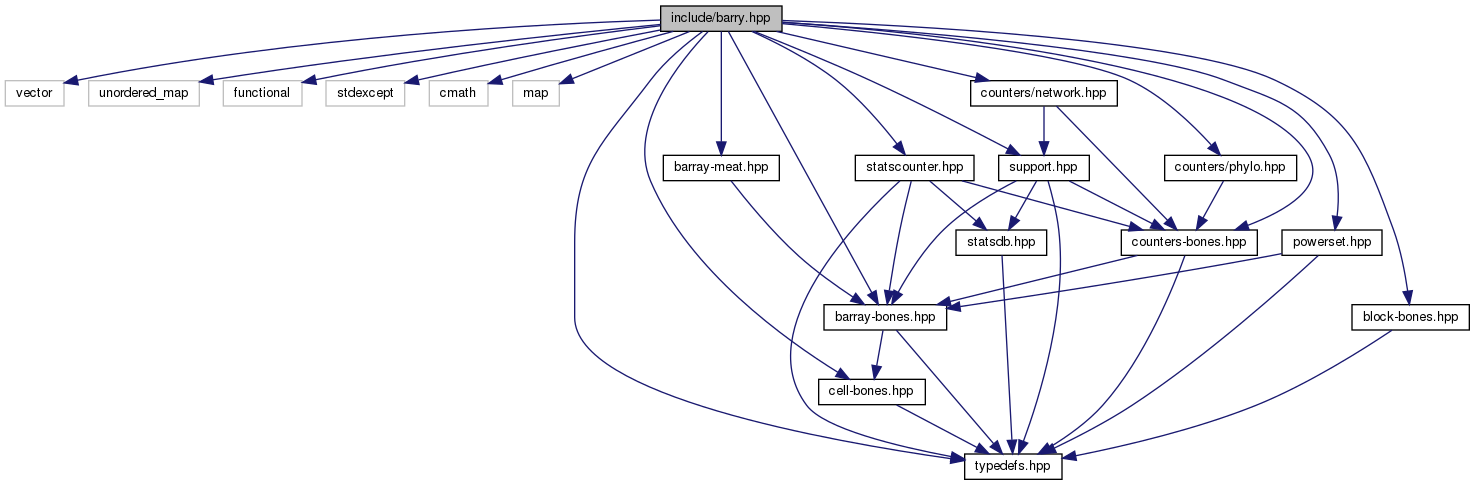 include/barry.hpp
vector
unordered_map
functional
stdexcept
cmath
map
counters/network.hpp
barray-meat.hpp
statscounter.hpp
support.hpp
counters/phylo.hpp
statsdb.hpp
counters-bones.hpp
powerset.hpp
barray-bones.hpp
block-bones.hpp
cell-bones.hpp
typedefs.hpp